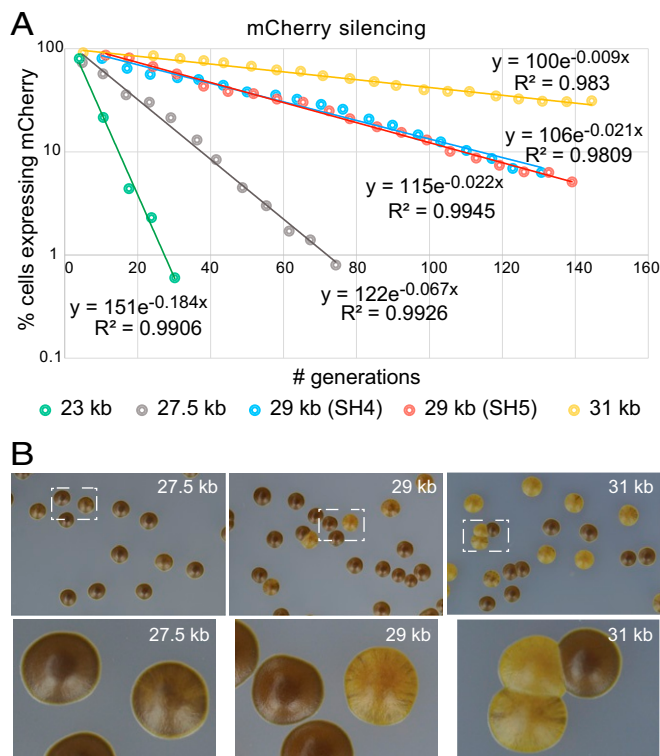 A
mCherry silencing
% cells expressing mCherry
100
10
1
0.1
0 20 40 60 80 100 120 140 160
# generations
y = 100e-0.009x
R² = 0.983
y = 106e-0.021x
R² = 0.9809
y = 115e-0.022x
R² = 0.9945
y = 122e-0.067x
R² = 0.9926
y = 151e-0.184x
R² = 0.9906
23 kb 27.5 kb 29 kb (SH4) 29 kb (SH5) 31 kb
B
27.5 kb 29 kb 31 kb
27.5 kb 29 kb 31 kb